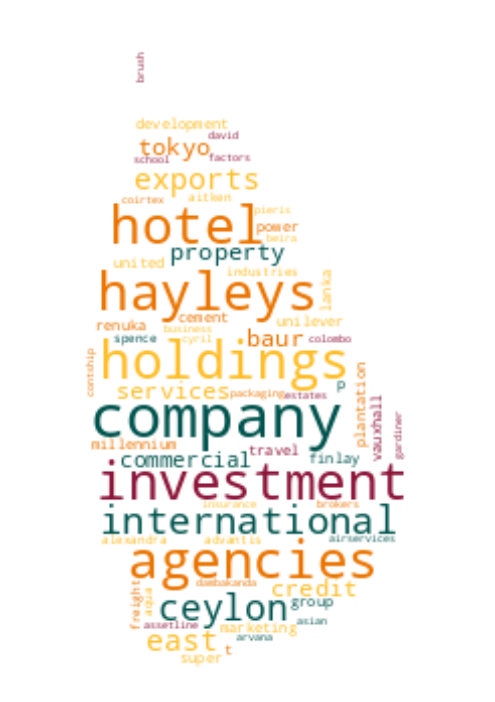 brush
development
david
tokyo
school factors
exports
coirtex aitken
pieris
hotel
power
beira
property
united
industries
lanka
hayleys
cement
renuka
unilever
business
spence
cyril
baur
colombo
holdings
contship
p
services
packaging
estates
plantation
vauxhall
company
gardiner
millennium
travel
commercial
finlay
investment
insurance
brokers
international
alexandra
advantis
airservices
agencies
dambakanda
credit
freight
aqua
ceylon
group
asian
assetline
marketing
east
arvana
t
super